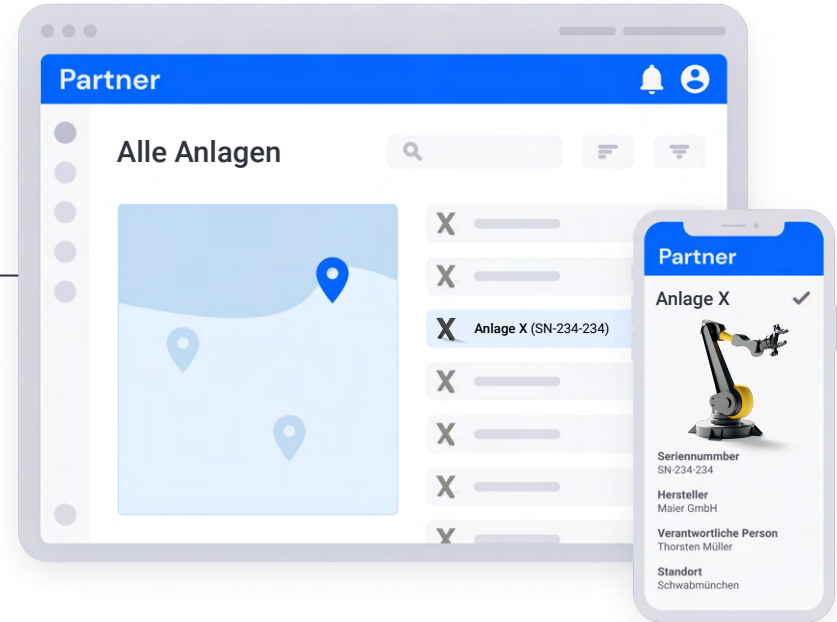 Partner
Alle Anlagen
Anlage X (SN-234-234)
Partner
Anlage X
Seriennummber
SN-234-234
Hersteller
Maier GmbH
Verantwortliche Person
Thorsten Müller
Standort
Schwabmünchen